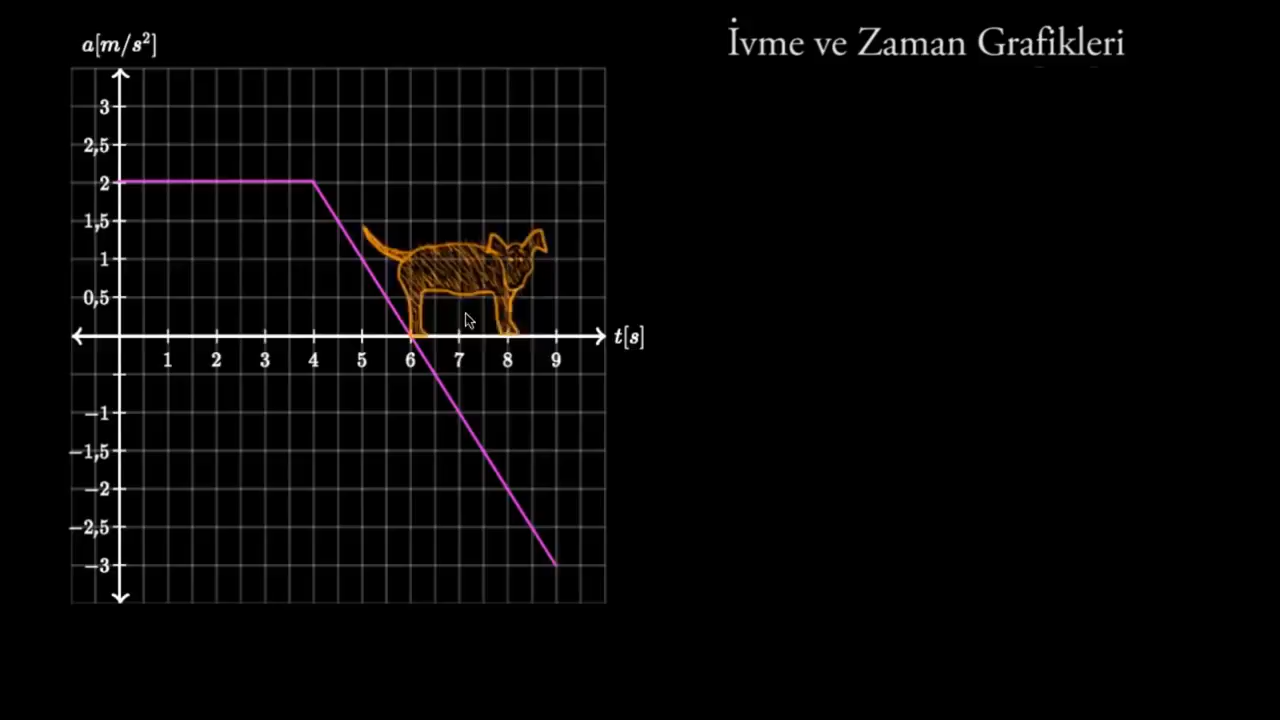 İvme ve Zaman Grafikleri
a[m/s²]
3
2,5
2
1,5
1
0,5
t[s]
1 2 3 4 5 6 7 8 9
−1
−1,5
−2
−2,5
−3